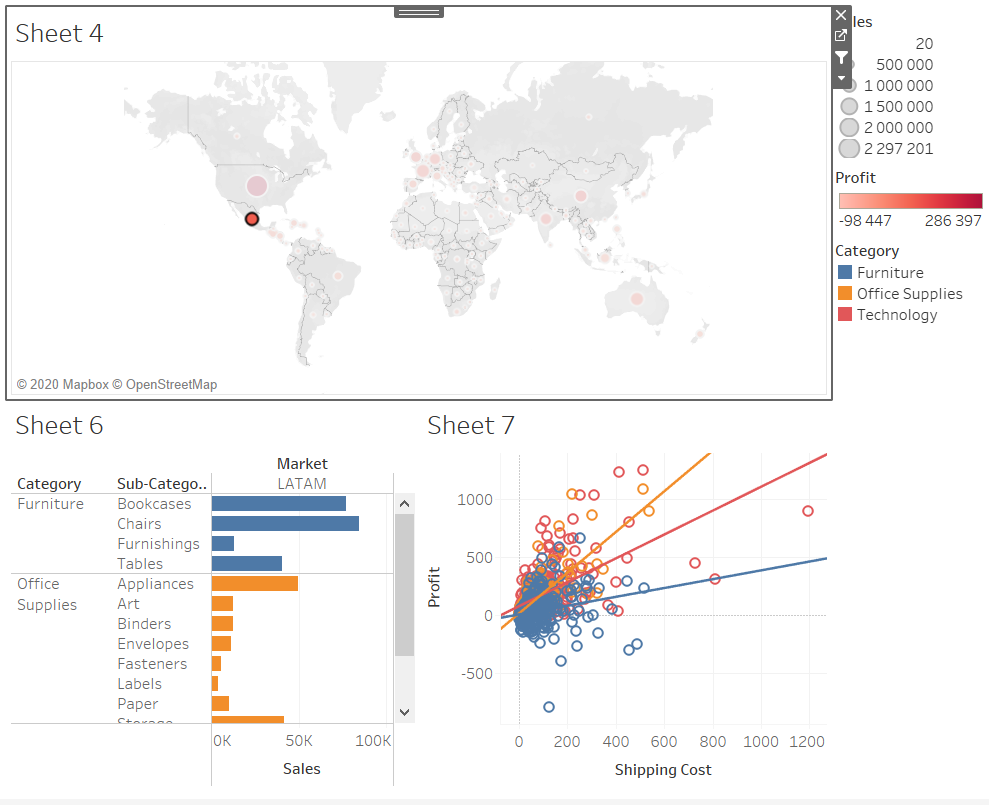 Sheet 4
les
20
500 000
1 000 000
1 500 000
2 000 000
2 297 201
Profit
-98 447 286 397
Category
Furniture
Office Supplies
Technology
© 2020 Mapbox © OpenStreetMap
Sheet 6
Market
Category Sub-Catego.. LATAM
Furniture Bookcases
Chairs
Furnishings
Tables
Office Supplies Appliances
Art
Binders
Envelopes
Fasteners
Labels
Paper
Storage
0K 50K 100K
Sales
Sheet 7
Profit
1000
500
0
-500
0 200 400 600 800 1000 1200
Shipping Cost